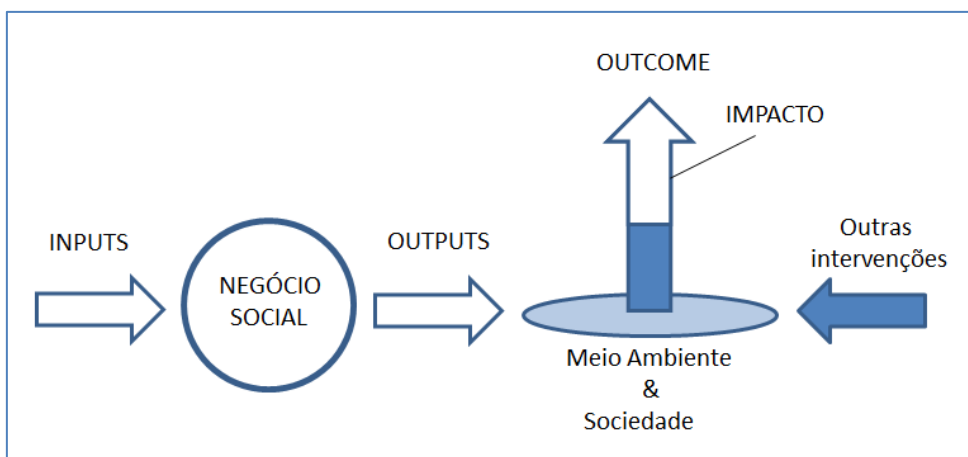 OUTCOME
IMPACTO
INPUTS
NEGÓCIO
SOCIAL
OUTPUTS
Outras
intervenções
Meio Ambiente
&
Sociedade